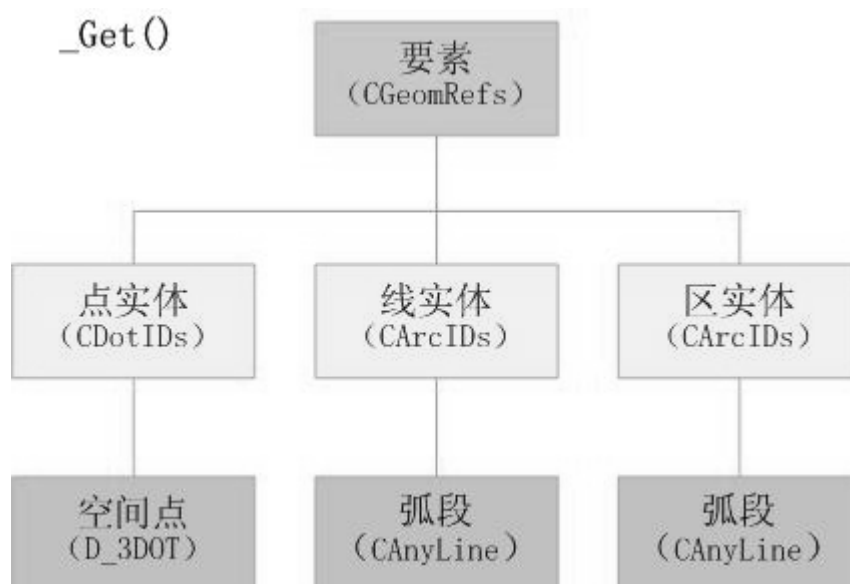 _Get()
要素
(CGeomRefs)
点实体
(CDotIDs)
线实体
(CArcIDs)
区实体
(CArcIDs)
空间点
(D_3DOT)
弧段
(CAnyLine)
弧段
(CAnyLine)